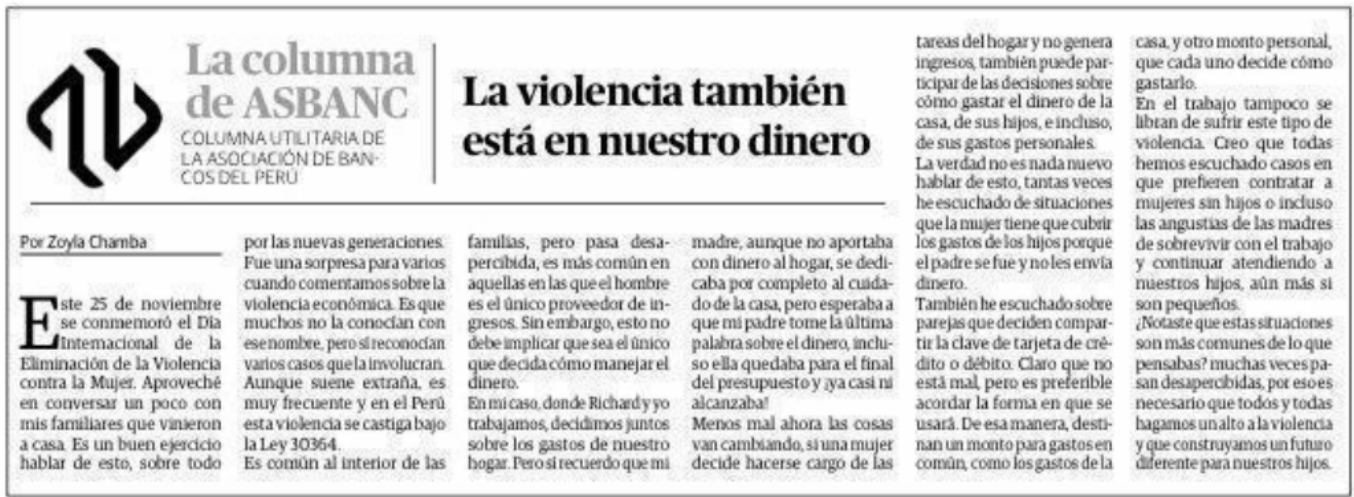 La columna
de ASBANC
COLUMNA UTILITARIA DE
LA ASOCIACIÓN DE BAN-
COS DEL PERÚ
La violencia también
está en nuestro dinero
Por Zoyla Chamba
Este 25 de noviembre
se conmemoró el Día
Internacional de la
Eliminación de la Violencia
contra la Mujer. Aproveché
en conversar un poco con
mis familiares que vinieron
a casa. Es un buen ejercicio
hablar de esto, sobre todo
por las nuevas generaciones.
Fue una sorpresa para varios
cuando comentamos sobre la
violencia económica. Es que
muchos no la conocían con
ese nombre, pero sí reconocían
varios casos que la involucran.
Aunque suene extraña, es
muy frecuente y en el Perú
esta violencia se castiga bajo
la Ley 30364.
Es común al interior de las
familias, pero pasa desa-
percibida, es más común en
aquellas en las que el hombre
es el único proveedor de in-
gresos. Sin embargo, esto no
debe implicar que sea el único
que decida cómo manejar el
dinero.
En mi caso, donde Richard y yo
trabajamos, decidimos juntos
sobre los gastos de nuestro
hogar. Pero sí recuerdo que mi
madre, aunque no aportaba
con dinero al hogar, se dedi-
caba por completo al cuida-
do de la casa, pero esperaba a
que mi padre tome la última
palabra sobre el dinero, inclu-
so ella quedaba para el final
del presupuesto y ¡ya casi ni
alcanzaba!
Menos mal ahora las cosas
van cambiando, si una mujer
decide hacerse cargo de las
tareas del hogar y no genera
ingresos, también puede par-
ticipar de las decisiones sobre
cómo gastar el dinero de la
casa, de sus hijos, e incluso,
de sus gastos personales.
La verdad no es nada nuevo
hablar de esto, tantas veces
he escuchado de situaciones
que la mujer tiene que cubrir
los gastos de los hijos porque
el padre se fue y no les envía
dinero.
También he escuchado sobre
parejas que deciden compar-
tir la clave de tarjeta de cré-
dito o débito. Claro que no
está mal, pero es preferible
acordar la forma en que se
usará. De esa manera, desti-
nan un monto para gastos en
común, como los gastos de la
casa, y otro monto personal,
que cada uno decide cómo
gastarlo.
En el trabajo tampoco se
libran de sufrir este tipo de
violencia. Creo que todas
hemos escuchado casos en
que prefieren contratar a
mujeres sin hijos o incluso
las angustias de las madres
de sobrevivir con el trabajo
y continuar atendiendo a
nuestros hijos, aún más si
son pequeños.
¿Notaste que estas situaciones
son más comunes de lo que
pensabas? muchas veces pa-
san desapercibidas, por eso es
necesario que todos y todas
hagamos un alto a la violencia
y que construyamos un futuro
diferente para nuestros hijos.